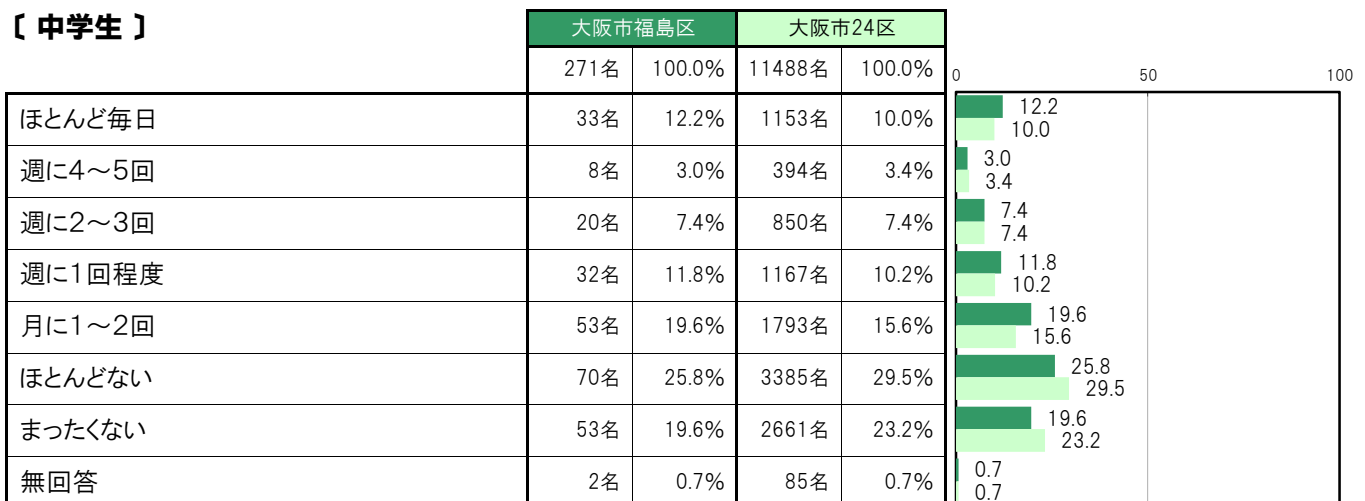 〔 中学生 〕
大阪市福島区 大阪市24区
271名 100.0% 11488名 100.0% 0 50 100
ほとんど毎日 33名 12.2% 1153名 10.0% 12.2
10.0
週に4～5回 8名 3.0% 394名 3.4% 3.0
3.4
週に2～3回 20名 7.4% 850名 7.4% 7.4
7.4
週に1回程度 32名 11.8% 1167名 10.2% 11.8
10.2
月に1～2回 53名 19.6% 1793名 15.6% 19.6
15.6
ほとんどない 70名 25.8% 3385名 29.5% 25.8
29.5
まったくない 53名 19.6% 2661名 23.2% 19.6
23.2
無回答 2名 0.7% 85名 0.7% 0.7
0.7